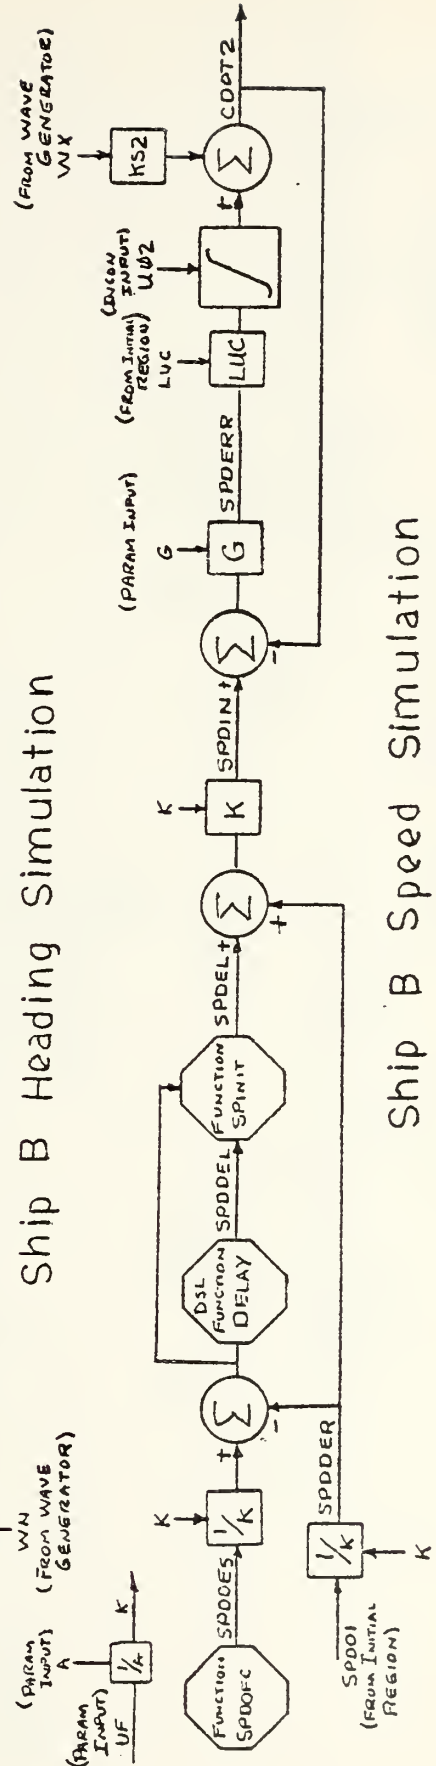 Ship B Heading Simulation
WN
(FROM WAVE
GENERATOR)
(PARAM
INPUT)
A
(PARAM
INPUT)
UF
1/A
K
FUNCTION
SPDOFC
SPDDES
K
1/K
+
Σ
-
SPDOI
(FROM INITIAL
REGION)
1/K
K
SPDDER
DSL
FUNCTION
DELAY
SPDDEL
FUNCTION
SPINIT
SPDEL
+
Σ
+
K
K
SPDIN
+
Σ
-
(PARAM INPUT)
G
G
SPDERR
(FROM INITIAL
REGION)
LUC
LUC
(INCON
INPUT)
UØ2
∫
+
(FROM WAVE
GENERATOR)
WX
KS2
Σ
CDOT2
Ship B Speed Simulation